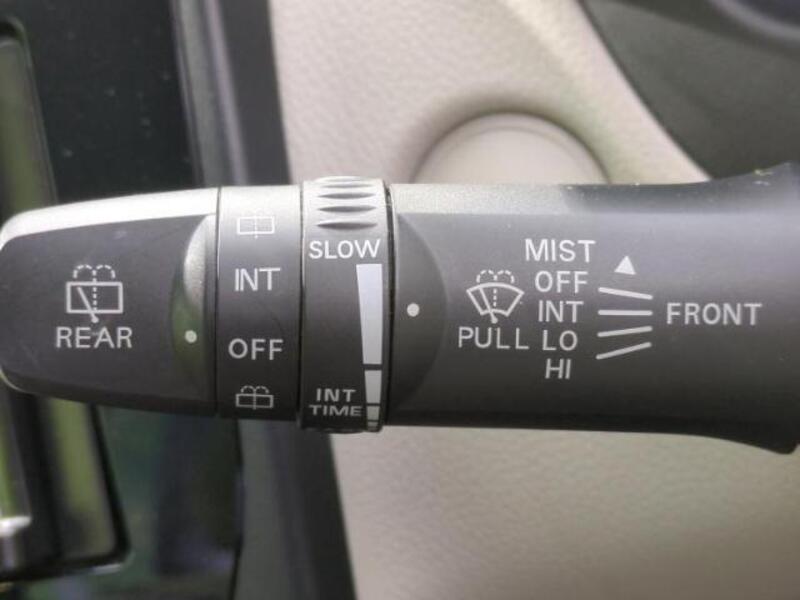 REAR
INT
OFF
SLOW
INT
TIME
PULL
MIST
OFF
INT
LO
HI
FRONT